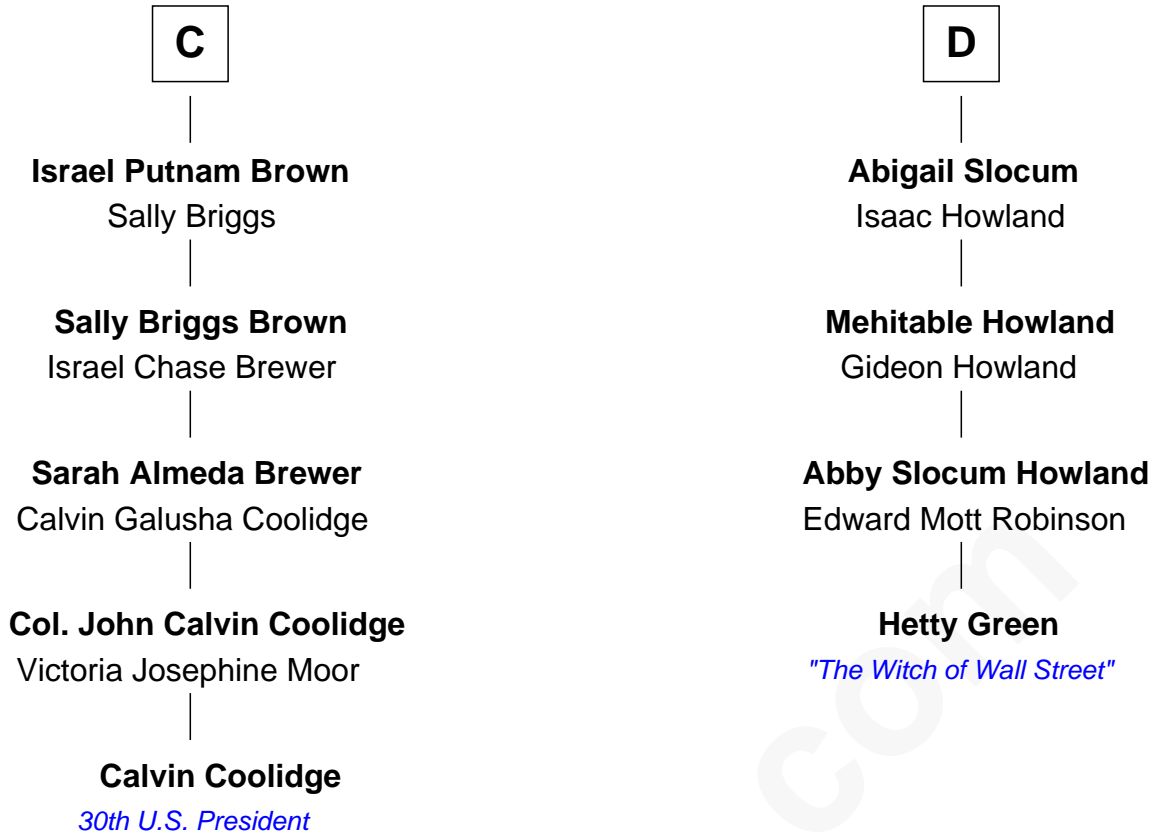 C
Israel Putnam Brown
Sally Briggs
Sally Briggs Brown
Israel Chase Brewer
Sarah Almeda Brewer
Calvin Galusha Coolidge
Col. John Calvin Coolidge
Victoria Josephine Moor
Calvin Coolidge
30th U.S. President
D
Abigail Slocum
Isaac Howland
Mehitable Howland
Gideon Howland
Abby Slocum Howland
Edward Mott Robinson
Hetty Green
"The Witch of Wall Street"
com